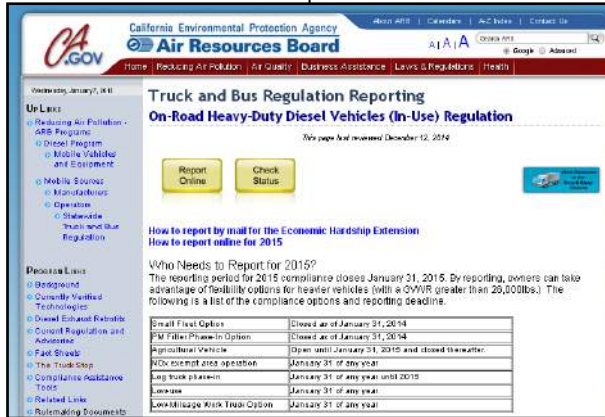 CA
.GOV
California Environmental Protection Agency
Air Resources Board
About ARB | Calendars | A-Z Index | Contact Us
A | A | A
Search ARB
Google Advanced
Home Reducing Air Pollution Air Quality Business Assistance Laws & Regulations Health
Wednesday, January 7,
UP LINKS
Reducing Air Pollution -
ARB Programs
Diesel Program
Mobile Vehicles
and Equipment
Mobile Sources
Manufacturers
Operators
Statewide
Truck and Bus
Regulation
PROGRAM LINKS
Background
Currently Verified
Technologies
Diesel Exhaust Retrofits
Current Regulation and
Advisories
Fact Sheets
The Truck Stop
Compliance Assistance
Tools
Related Links
Rulemaking Documents
Truck and Bus Regulation Reporting
On-Road Heavy-Duty Diesel Vehicles (In-Use) Regulation
This page last reviewed December 12, 2014
Report
Online
Check
Status
How to report by mail for the Economic Hardship Extension
How to report online for 2015
Who Needs to Report for 2015?
The reporting period for 2015 compliance closes January 31, 2015. By reporting, owners can take
advantage of flexibility options for heavier vehicles (with a GVWR greater than 26,000lbs.) The
following is a list of the compliance options and reporting deadline.
Small Fleet Option Closed as of January 31, 2014
PM Filter Phase-In Option Closed as of January 31, 2014
Agricultural Vehicle Open until January 31, 2015 and closed thereafter.
NOx exempt area operation January 31 of any year
Log truck phase-in January 31 of any year until 2015
Low-use January 31 of any year
Low-Mileage Work Truck Option January 31 of any year